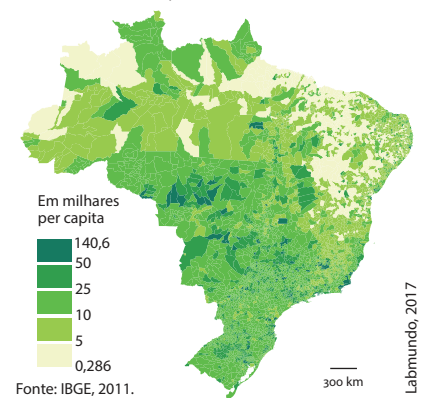 Em milhares
per capita
140,6
50
25
10
5
0,286
Fonte: IBGE, 2011.
300 km
Labmundo, 2017